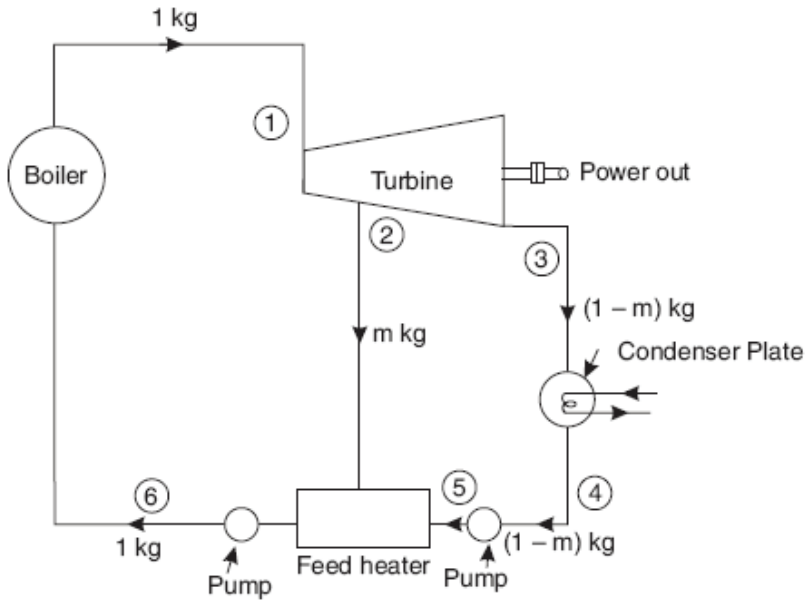 1 kg
1
Boiler
Turbine
Power out
2
3
(1 – m) kg
m kg
Condenser Plate
6
5
4
1 kg
(1 – m) kg
Feed heater
Pump
Pump